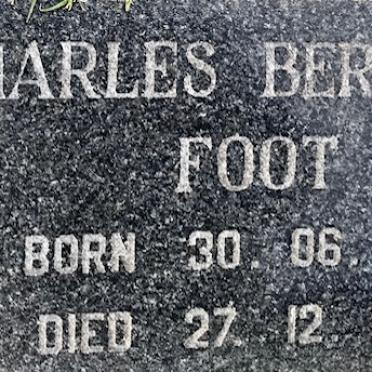 HARLES BER
FOOT
BORN 30. 06.
DIED 27. 12.